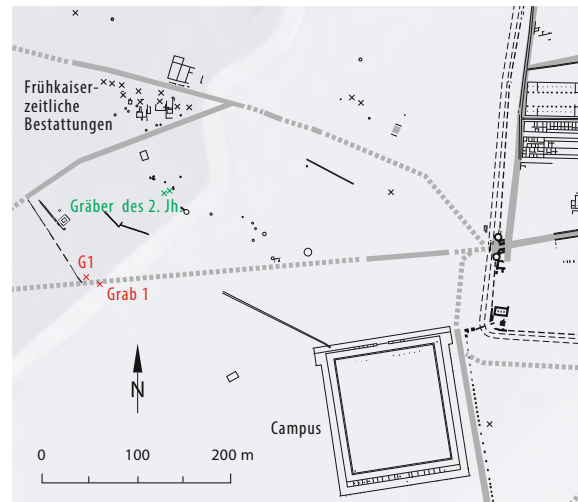 Frühkaiser-
zeitliche
Bestattungen
Gräber des 2. Jh.
G1
Grab 1
N
Campus
0 100 200 m